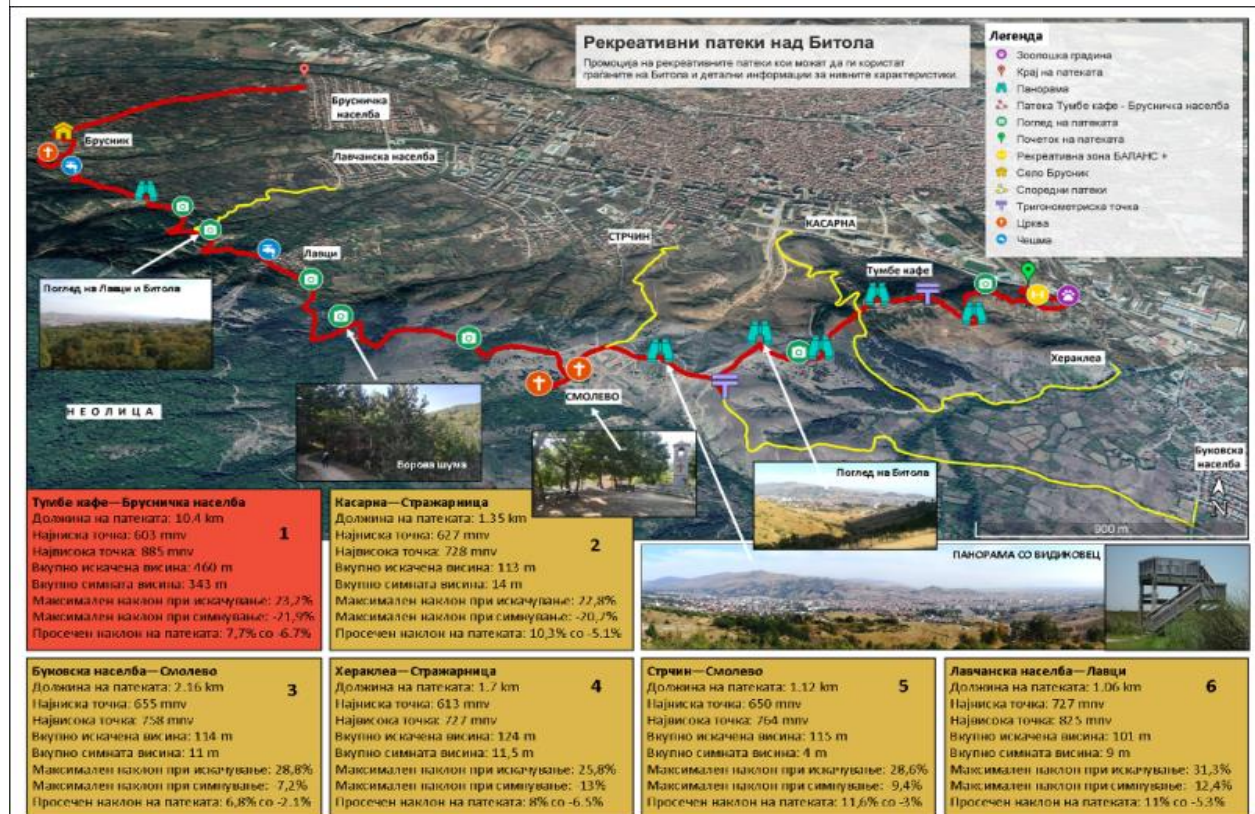 Рекреативни патеки над Битола
Промоција на рекреативните патеки кои можат да ги користат
граѓаните на Битола и детални информации за нивните карактеристики.
Легенда
Зоолошка градина
Крај на патеката
Панорама
Патека Тумбе кафе - Брусничка населба
Поглед на патеката
Почеток на патеката
Рекреативна зона БАЛАНС +
Село Брусник
Споредни патеки
Тригонометриска точка
Црква
Чешма
Брусничка
населба
Брусник
Лавчанска населба
Лавци
СТРЧИН
КАСАРНА
Тумбе кафе
Хераклеа
Буковска
населба
СМОЛЕВО
НЕОЛИЦА
Поглед на Лавци и Битола
Борова шума
Поглед на Битола
N
900 m
ПАНОРАМА СО ВИДИКОВЕЦ
Тумбе кафе—Брусничка населба
1
Должина на патеката: 10.4 km
Најниска точка: 603 mnv
Највисока точка: 885 mnv
Вкупно искачена висина: 460 m
Вкупно симната висина: 343 m
Максимален наклон при искачување: 23,2%
Максимален наклон при симнување: -21,9%
Просечен наклон на патеката: 7,7% со -6.7%
Касарна—Стражарница
2
Должина на патеката: 1.35 km
Најниска точка: 627 mnv
Највисока точка: 728 mnv
Вкупно искачена висина: 113 m
Вкупно симната висина: 14 m
Максимален наклон при искачување: 22,8%
Максимален наклон при симнување: -20,2%
Просечен наклон на патеката: 10,3% со -5.1%
Буковска населба—Смолево
3
Должина на патеката: 2.16 km
Најниска точка: 655 mnv
Највисока точка: 758 mnv
Вкупно искачена висина: 114 m
Вкупно симната висина: 11 m
Максимален наклон при искачување: 28,8%
Максимален наклон при симнување: -7,2%
Просечен наклон на патеката: 6,8% со -2.1%
Хераклеа—Стражарница
4
Должина на патеката: 1.7 km
Најниска точка: 613 mnv
Највисока точка: 727 mnv
Вкупно искачена висина: 124 m
Вкупно симната висина: 11,5 m
Максимален наклон при искачување: 25,8%
Максимален наклон при симнување: -13%
Просечен наклон на патеката: 8% со -6.5%
Стрчин—Смолево
5
Должина на патеката: 1.12 km
Најниска точка: 650 mnv
Највисока точка: 764 mnv
Вкупно искачена висина: 115 m
Вкупно симната висина: 4 m
Максимален наклон при искачување: 28,6%
Максимален наклон при симнување: -9,4%
Просечен наклон на патеката: 11,6% со -3%
Лавчанска населба—Лавци
6
Должина на патеката: 1.06 km
Најниска точка: 727 mnv
Највисока точка: 825 mnv
Вкупно искачена висина: 101 m
Вкупно симната висина: 9 m
Максимален наклон при искачување: 31,3%
Максимален наклон при симнување: -12,4%
Просечен наклон на патеката: 11% со -5.3%